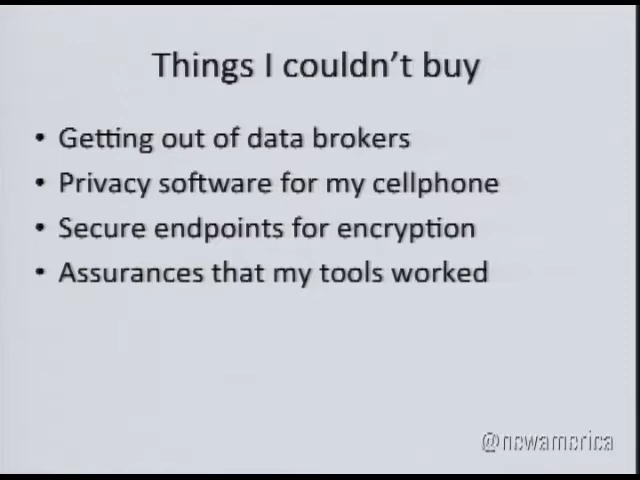 Things I couldn't buy
• Getting out of data brokers
• Privacy software for my cellphone
• Secure endpoints for encryption
• Assurances that my tools worked
@newamerica